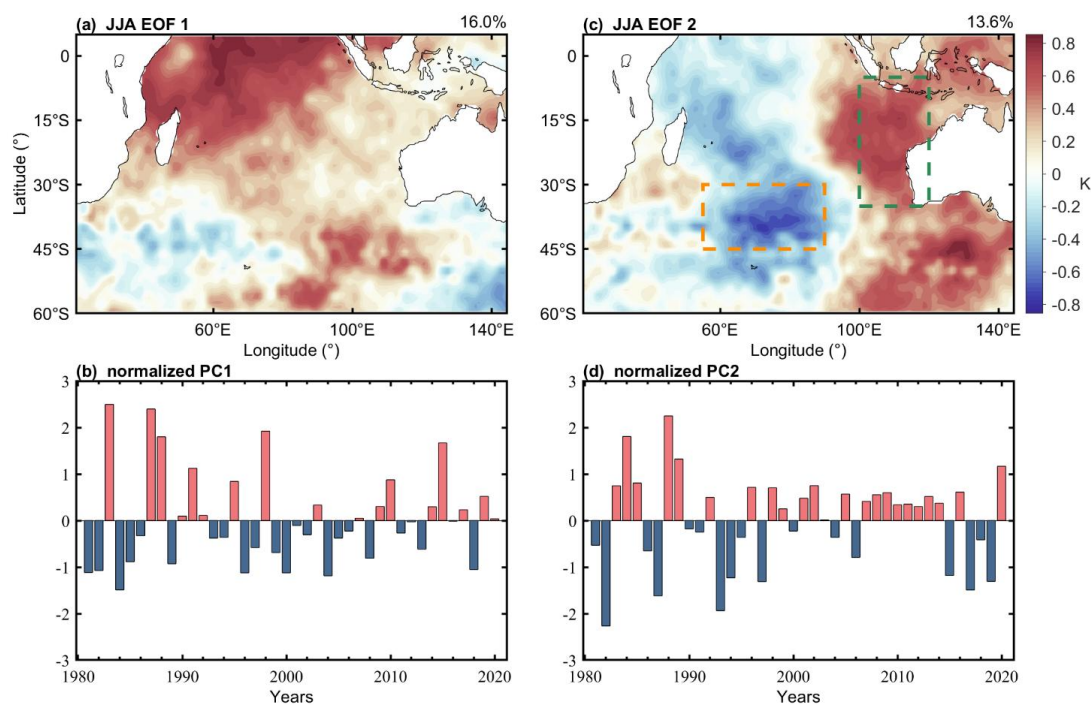 (a) JJA EOF 1 16.0%
(c) JJA EOF 2 13.6%
0
15°S
30°S
45°S
60°S
Latitude (°)
60°E 100°E 140°E
Longitude (°)
0
15°S
30°S
45°S
60°S
60°E 100°E 140°E
Longitude (°)
0.8
0.6
0.4
0.2
0
-0.2
-0.4
-0.6
-0.8
K
(b) normalized PC1
3
2
1
0
-1
-2
-3
1980 1990 2000 2010 2020
Years
(d) normalized PC2
3
2
1
0
-1
-2
-3
1980 1990 2000 2010 2020
Years